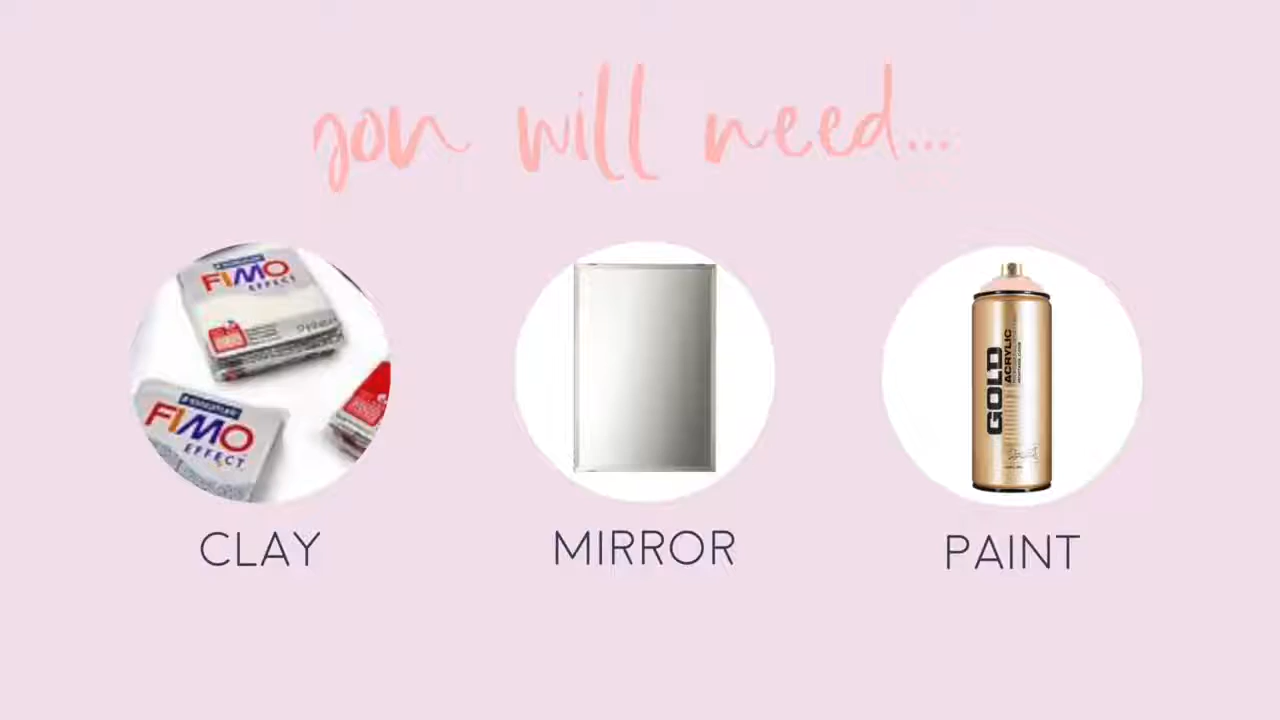 you will need...
FIMO
EFFECT
FIMO
EFFECT
GOLD
ACRYLIC
CLAY
MIRROR
PAINT